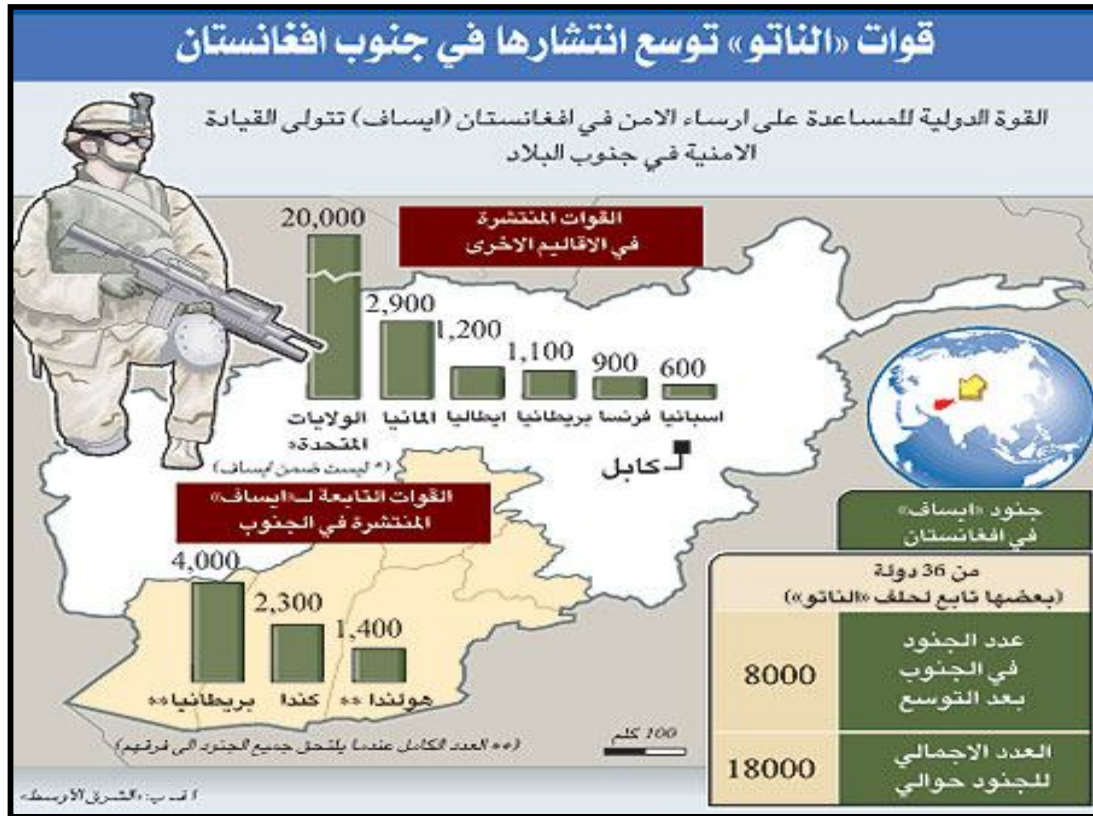 قوات «الناتو» توسع انتشارها في جنوب افغانستان
القوة الدولية للمساعدة على ارساء الامن في افغانستان (ايساف) تتولى القيادة
الامنية في جنوب البلاد
القوات المنتشرة
في الاقاليم الاخرى
20,000
2,900
1,200
1,100
900
600
الولايات
المتحدة*
المانيا
ايطاليا
بريطانيا
فرنسا
اسبانيا
(* ليست ضمن ايساف)
كابل
القوات التابعة لـ«ايساف»
المنتشرة في الجنوب
4,000
2,300
1,400
بريطانيا**
كندا
هولندا **
(** العدد الكامل عندما يلتحق جميع الجنود الى فرقهم)
100 كلم
جنود «ايساف»
في افغانستان
من 36 دولة
(بعضها تابع لحلف «الناتو»)
عدد الجنود
في الجنوب
بعد التوسع
8000
العدد الاجمالي
للجنود حوالي
18000
ا ف ب: «الشرق الأوسط»